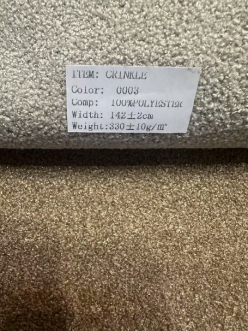 ITEM: CRINKLE
Color: 0003
Comp: 100%POLYESTER
Width: 142±2cm
Weight:330±10g/m²